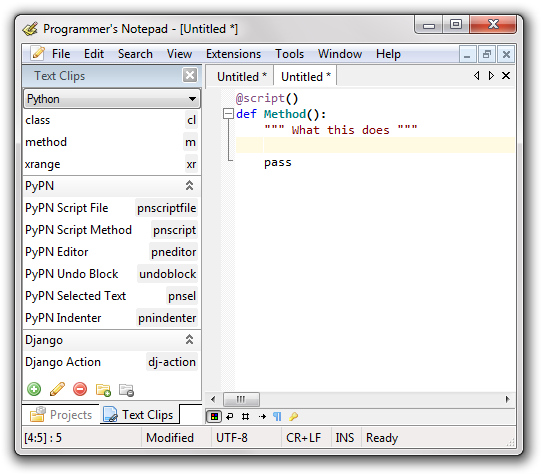 Programmer's Notepad - [Untitled *]
File Edit Search View Extensions Tools Window Help
Text Clips
Untitled * Untitled *
Python
class cl
method m
xrange xr
PyPN
PyPN Script File pnscriptfile
PyPN Script Method pnscript
PyPN Editor pneditor
PyPN Undo Block undoblock
PyPN Selected Text pnsel
PyPN Indenter pnindenter
Django
Django Action dj-action
Projects Text Clips
@script()
def Method():
""" What this does """
pass
[4:5] : 5 Modified UTF-8 CR+LF INS Ready